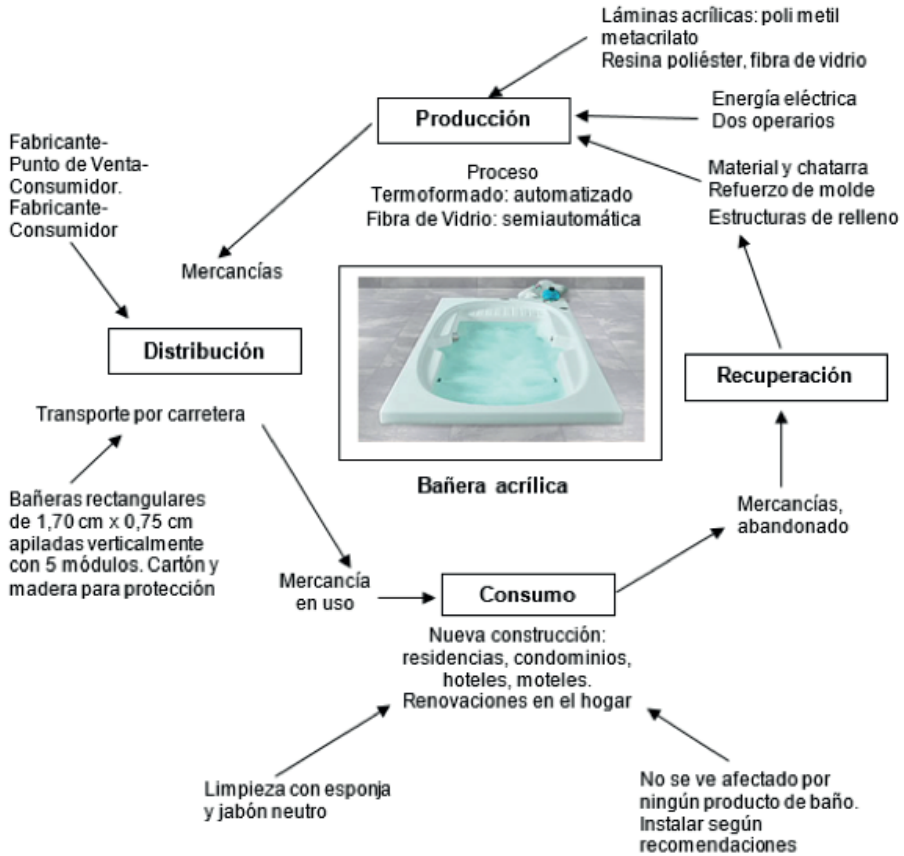 Láminas acrílicas: poli metil
metacrilato
Resina poliéster, fibra de vidrio
Producción
Energía eléctrica
Dos operarios
Fabricante-
Punto de Venta-
Consumidor.
Fabricante-
Consumidor
Proceso
Termoformado: automatizado
Fibra de Vidrio: semiautomática
Material y chatarra
Refuerzo de molde
Estructuras de relleno
Mercancías
Distribución
Recuperación
Transporte por carretera
Bañera acrílica
Bañeras rectangulares
de 1,70 cm x 0,75 cm
apiladas verticalmente
con 5 módulos. Cartón y
madera para protección
Mercancías,
abandonado
Mercancía
en uso
Consumo
Nueva construcción:
residencias, condominios,
hoteles, moteles.
Renovaciones en el hogar
Limpieza con esponja
y jabón neutro
No se ve afectado por
ningún producto de baño.
Instalar según
recomendaciones